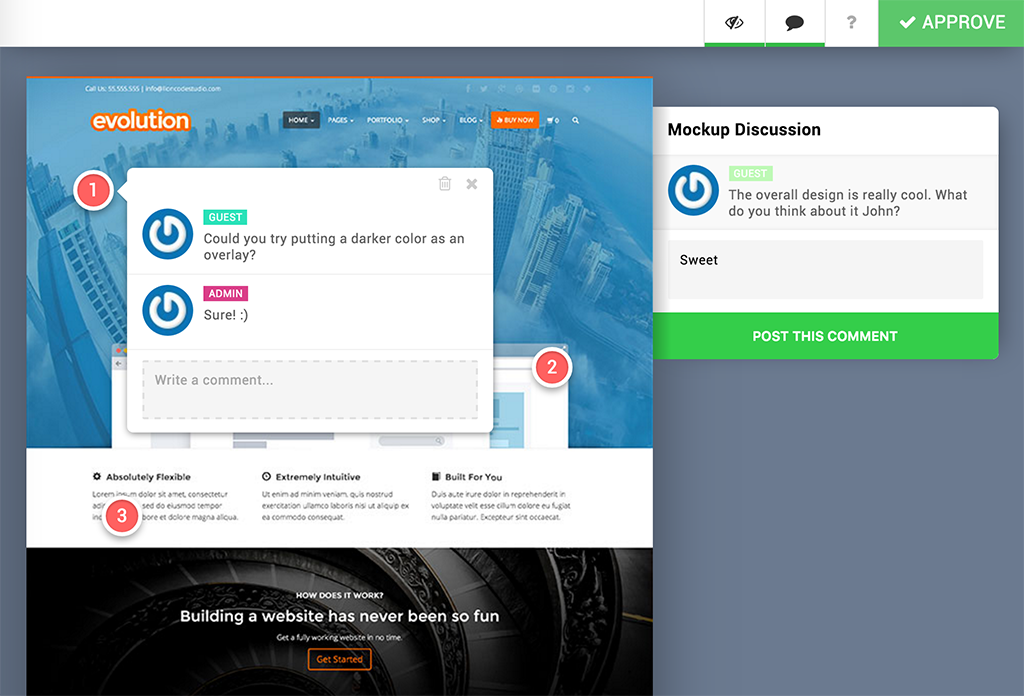 ?
APPROVE
Call Us: 55.555.555 | info@lioncodestudio.com
evolution
HOME
PAGES
PORTFOLIO
SHOP
BLOG
BUY NOW
0
1
GUEST
Could you try putting a darker color as an
overlay?
ADMIN
Sure! :)
Write a comment...
2
Mockup Discussion
GUEST
The overall design is really cool. What
do you think about it John?
Sweet
POST THIS COMMENT
Absolutely Flexible
Lorem ipsum dolor sit amet, consectetur
sed do eiusmod tempor
bore et dolore magna aliqua.
3
Extremely Intuitive
Ut enim ad minim veniam, quis nostrud
exercitation ullamco laboris nisi ut aliquip ex
ea commodo consequat.
Built For You
Duis aute irure dolor in reprehenderit in
voluptate velit esse cillum dolore eu fugiat
nulla pariatur. Excepteur sint occaecat.
HOW DOES IT WORK?
Building a website has never been so fun
Get a fully working website in no time.
Get Started